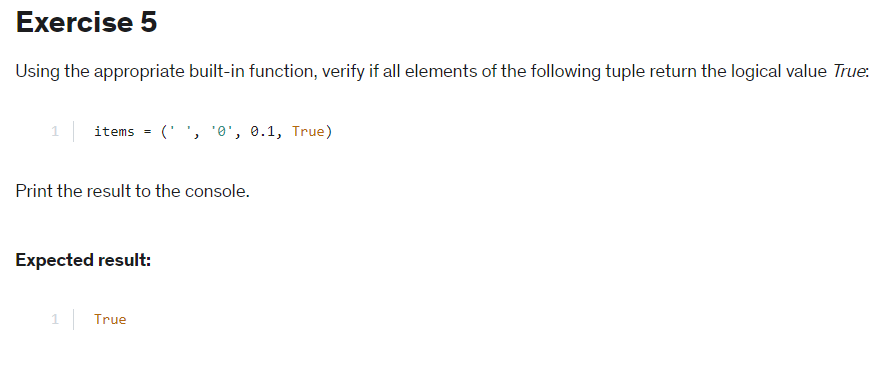 Exercise 5
Using the appropriate built-in function, verify if all elements of the following tuple return the logical value True:
1 items = (' ', '0', 0.1, True)
Print the result to the console.
Expected result:
1 True